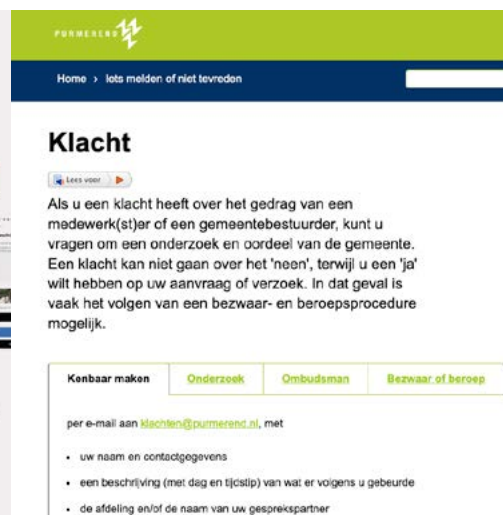 PURMEREND
Home › Iets melden of niet tevreden
Klacht
Lees voor
Als u een klacht heeft over het gedrag van een
medewerk(st)er of een gemeentebestuurder, kunt u
vragen om een onderzoek en oordeel van de gemeente.
Een klacht kan niet gaan over het 'neen', terwijl u een 'ja'
wilt hebben op uw aanvraag of verzoek. In dat geval is
vaak het volgen van een bezwaar- en beroepsprocedure
mogelijk.
Kenbaar maken Onderzoek Ombudsman Bezwaar of beroep
per e-mail aan klachten@purmerend.nl, met
• uw naam en contactgegevens
• een beschrijving (met dag en tijdstip) van wat er volgens u gebeurde
• de afdeling en/of de naam van uw gesprekspartner